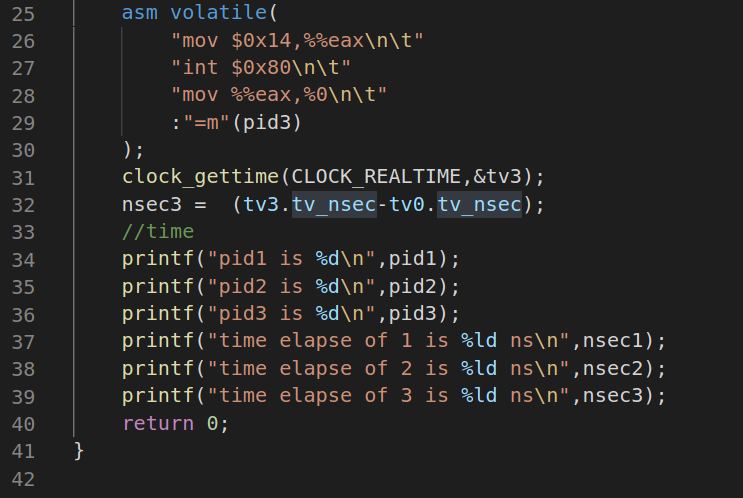 25 asm volatile(
26 "mov $0x14,%%eax\n\t"
27 "int $0x80\n\t"
28 "mov %%eax,%0\n\t"
29 :"=m"(pid3)
30 );
31 clock_gettime(CLOCK_REALTIME,&tv3);
32 nsec3 =  (tv3.tv_nsec-tv0.tv_nsec);
33 //time
34 printf("pid1 is %d\n",pid1);
35 printf("pid2 is %d\n",pid2);
36 printf("pid3 is %d\n",pid3);
37 printf("time elapse of 1 is %ld ns\n",nsec1);
38 printf("time elapse of 2 is %ld ns\n",nsec2);
39 printf("time elapse of 3 is %ld ns\n",nsec3);
40 return 0;
41 }
42